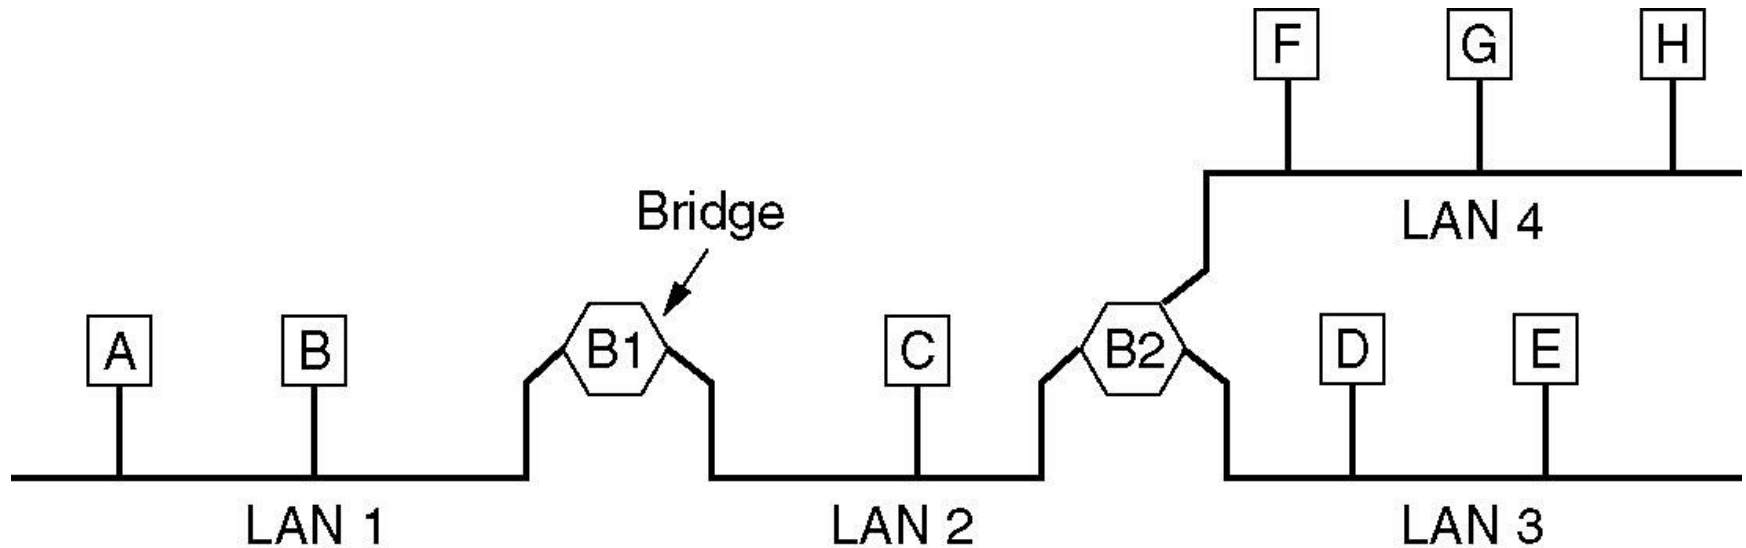 F G H
LAN 4
Bridge
A B B1 C B2 D E
LAN 1 LAN 2 LAN 3